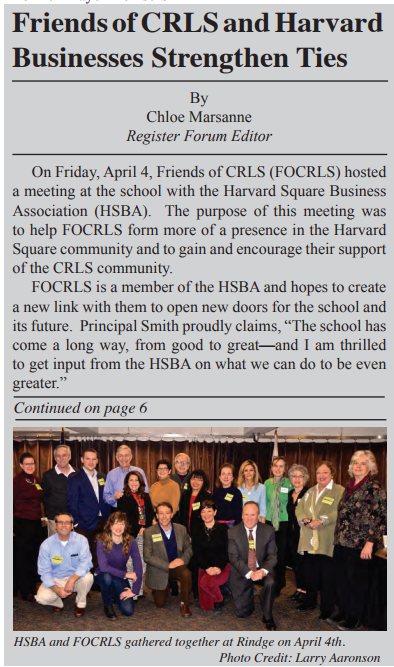 Friends of CRLS and Harvard
Businesses Strengthen Ties
By
Chloe Marsanne
Register Forum Editor
On Friday, April 4, Friends of CRLS (FOCRLS) hosted
a meeting at the school with the Harvard Square Business
Association (HSBA). The purpose of this meeting was
to help FOCRLS form more of a presence in the Harvard
Square community and to gain and encourage their support
of the CRLS community.
FOCRLS is a member of the HSBA and hopes to create
a new link with them to open new doors for the school and
its future. Principal Smith proudly claims, “The school has
come a long way, from good to great—and I am thrilled
to get input from the HSBA on what we can do to be even
greater.”
Continued on page 6
HSBA and FOCRLS gathered together at Rindge on April 4th.
Photo Credit: Larry Aaronson